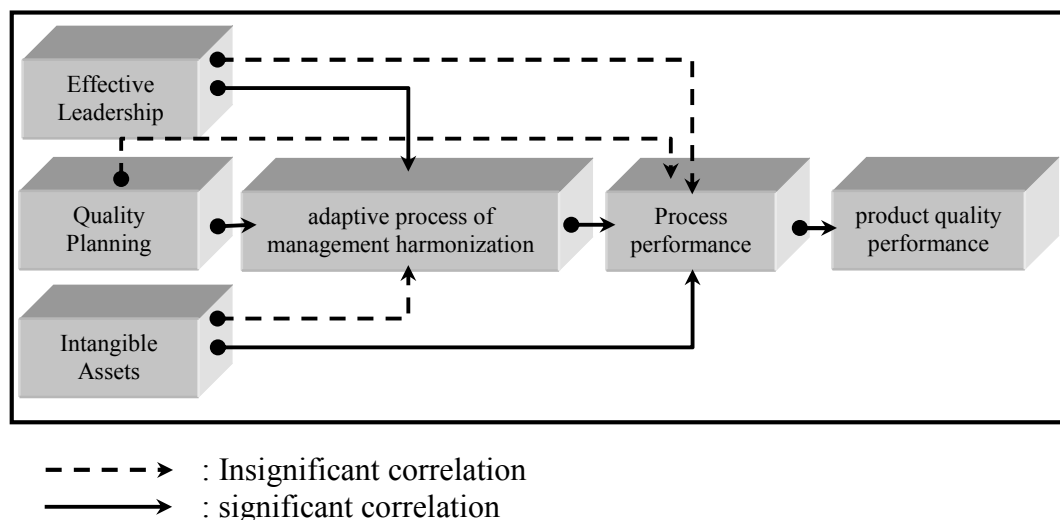 Effective
Leadership
Quality
Planning
adaptive process of
management harmonization
Process
performance
product quality
performance
Intangible
Assets
: Insignificant correlation
: significant correlation